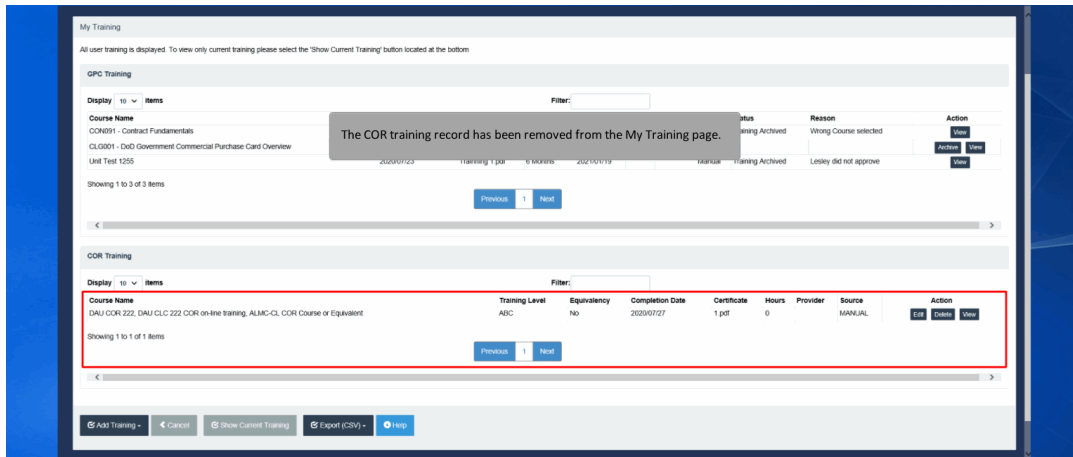 My Training
All user training is displayed. To view only current training please select the 'Show Current Training' button located at the bottom
GPC Training
Display 10 items Filter:
Course Name Reason Action
CON091 - Contract Fundamentals Training Archived Wrong Course selected View
The COR training record has been removed from the My Training page.
CLG001 - DoD Government Commercial Purchase Card Overview Archive View
Unit Test 1255 2020/07/23 Trainning 1.pdf 6 Months 2021/01/19 Manual Training Archived Lesley did not approve View
Showing 1 to 3 of 3 items
Previous 1 Next
COR Training
Display 10 items Filter:
Course Name Training Level Equivalency Completion Date Certificate Hours Provider Source Action
DAU COR 222, DAU CLC 222 COR on-line training, ALMC-CL COR Course or Equivalent ABC No 2020/07/27 1.pdf 0 MANUAL Edit Delete View
Showing 1 to 1 of 1 items
Previous 1 Next
Add Training Cancel Show Current Training Export (CSV) Help